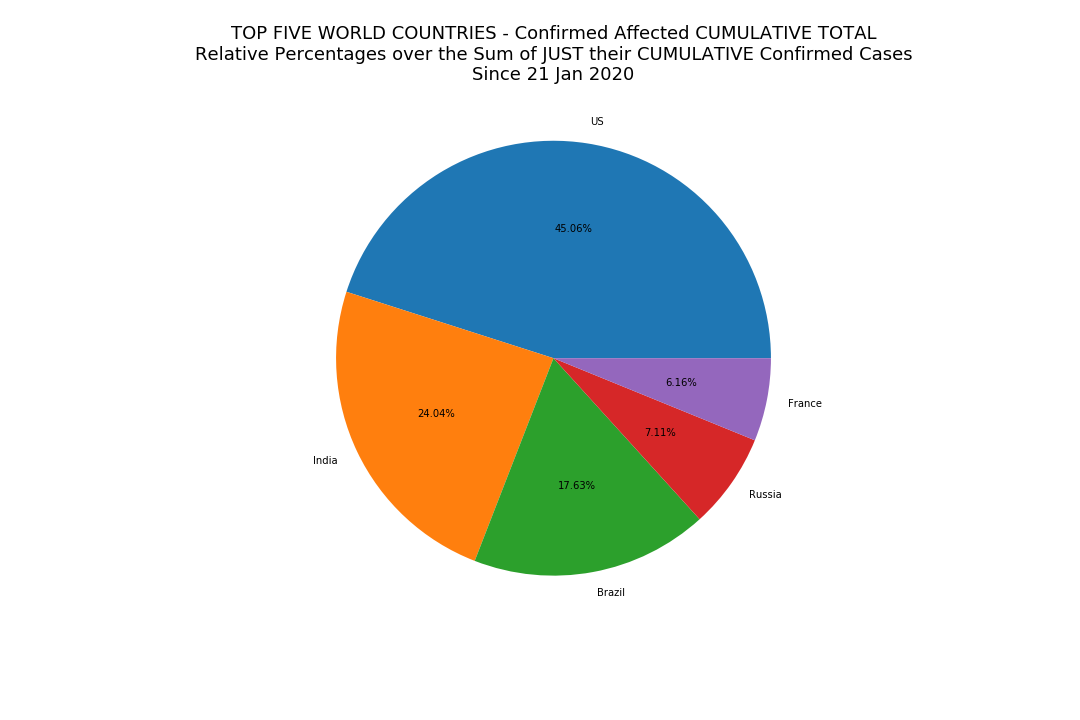 TOP FIVE WORLD COUNTRIES - Confirmed Affected CUMULATIVE TOTAL
Relative Percentages over the Sum of JUST their CUMULATIVE Confirmed Cases
Since 21 Jan 2020
US
45.06%
6.16%
France
24.04%
7.11%
India
17.63%
Russia
Brazil